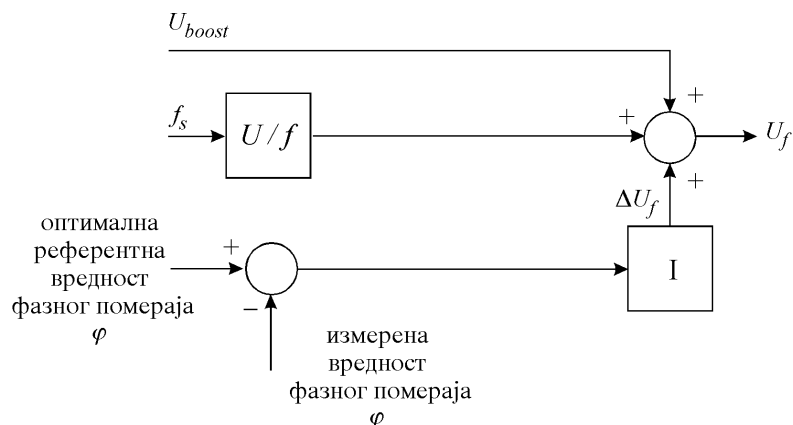 U_boost
+
f_s
U/f
+
U_f
+
ΔU_f
оптимална
референтна
вредност
фазног помераја
φ
+
−
I
измерена
вредност
фазног помераја
φ